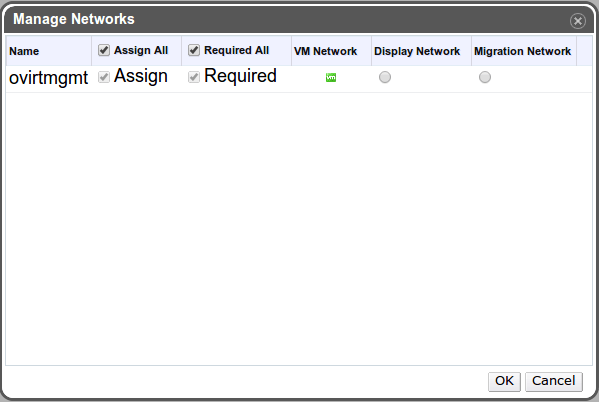 Manage Networks
Name Assign All Required All VM Network Display Network Migration Network
ovirtmgmt Assign Required vm
OK Cancel